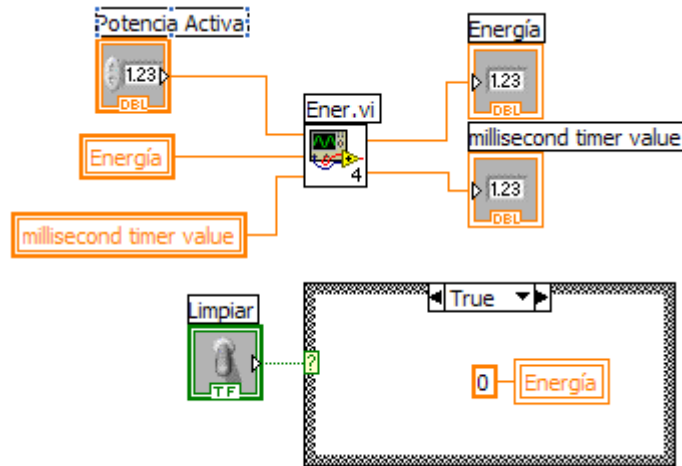 Potencia Activa
1.23
DBL
Energía
1.23
DBL
Ener.vi
4
Energía
millisecond timer value
1.23
DBL
millisecond timer value
Limpiar
TF
True
?
0
Energía